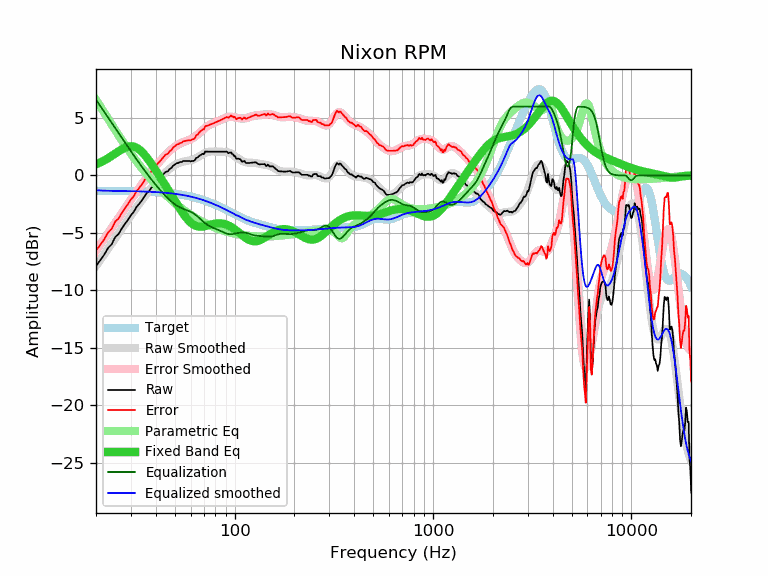 Nixon RPM
5
0
−5
−10
−15
−20
−25
Amplitude (dBr)
Target
Raw Smoothed
Error Smoothed
Raw
Error
Parametric Eq
Fixed Band Eq
Equalization
Equalized smoothed
100
1000
10000
Frequency (Hz)